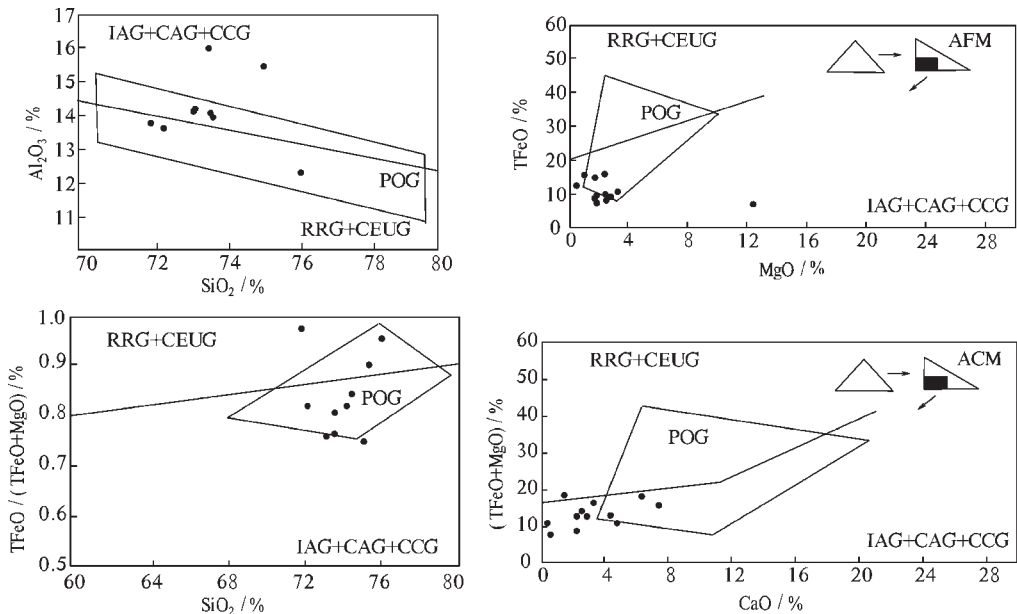 17
16
15
14
13
12
11
Al₂O₃ / %
IAG+CAG+CCG
POG
RRG+CEUG
70
72
74
76
78
80
SiO₂ / %
60
50
40
30
20
10
0
TFeO / %
RRG+CEUG
AFM
POG
IAG+CAG+CCG
0
4
8
12
16
20
24
28
MgO / %
1.0
0.9
0.8
0.7
0.6
0.5
TFeO / (TFeO+MgO) / %
RRG+CEUG
POG
IAG+CAG+CCG
60
64
68
72
76
80
SiO₂ / %
60
50
40
30
20
10
0
(TFeO+MgO) / %
RRG+CEUG
ACM
POG
IAG+CAG+CCG
0
4
8
12
16
20
24
28
CaO / %